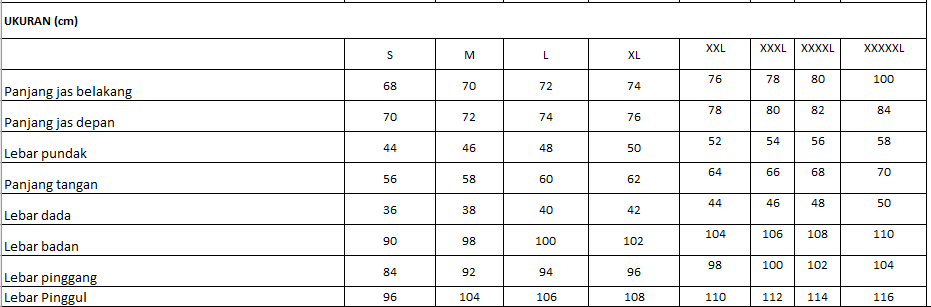 UKURAN (cm)
S M L XL XXL XXXL XXXXL XXXXXL
Panjang jas belakang 68 70 72 74 76 78 80 100
Panjang jas depan 70 72 74 76 78 80 82 84
Lebar pundak 44 46 48 50 52 54 56 58
Panjang tangan 56 58 60 62 64 66 68 70
Lebar dada 36 38 40 42 44 46 48 50
Lebar badan 90 98 100 102 104 106 108 110
Lebar pinggang 84 92 94 96 98 100 102 104
Lebar Pinggul 96 104 106 108 110 112 114 116